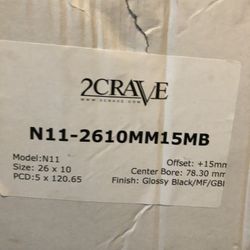 2CRAVE
WWW.2CRAVE.COM
N11-2610MM15MB
Model:N11
Size: 26 x 10
PCD:5 x 120.65
Offset: +15mm
Center Bore: 78.30 mm
Finish: Glossy Black/MF/GBI